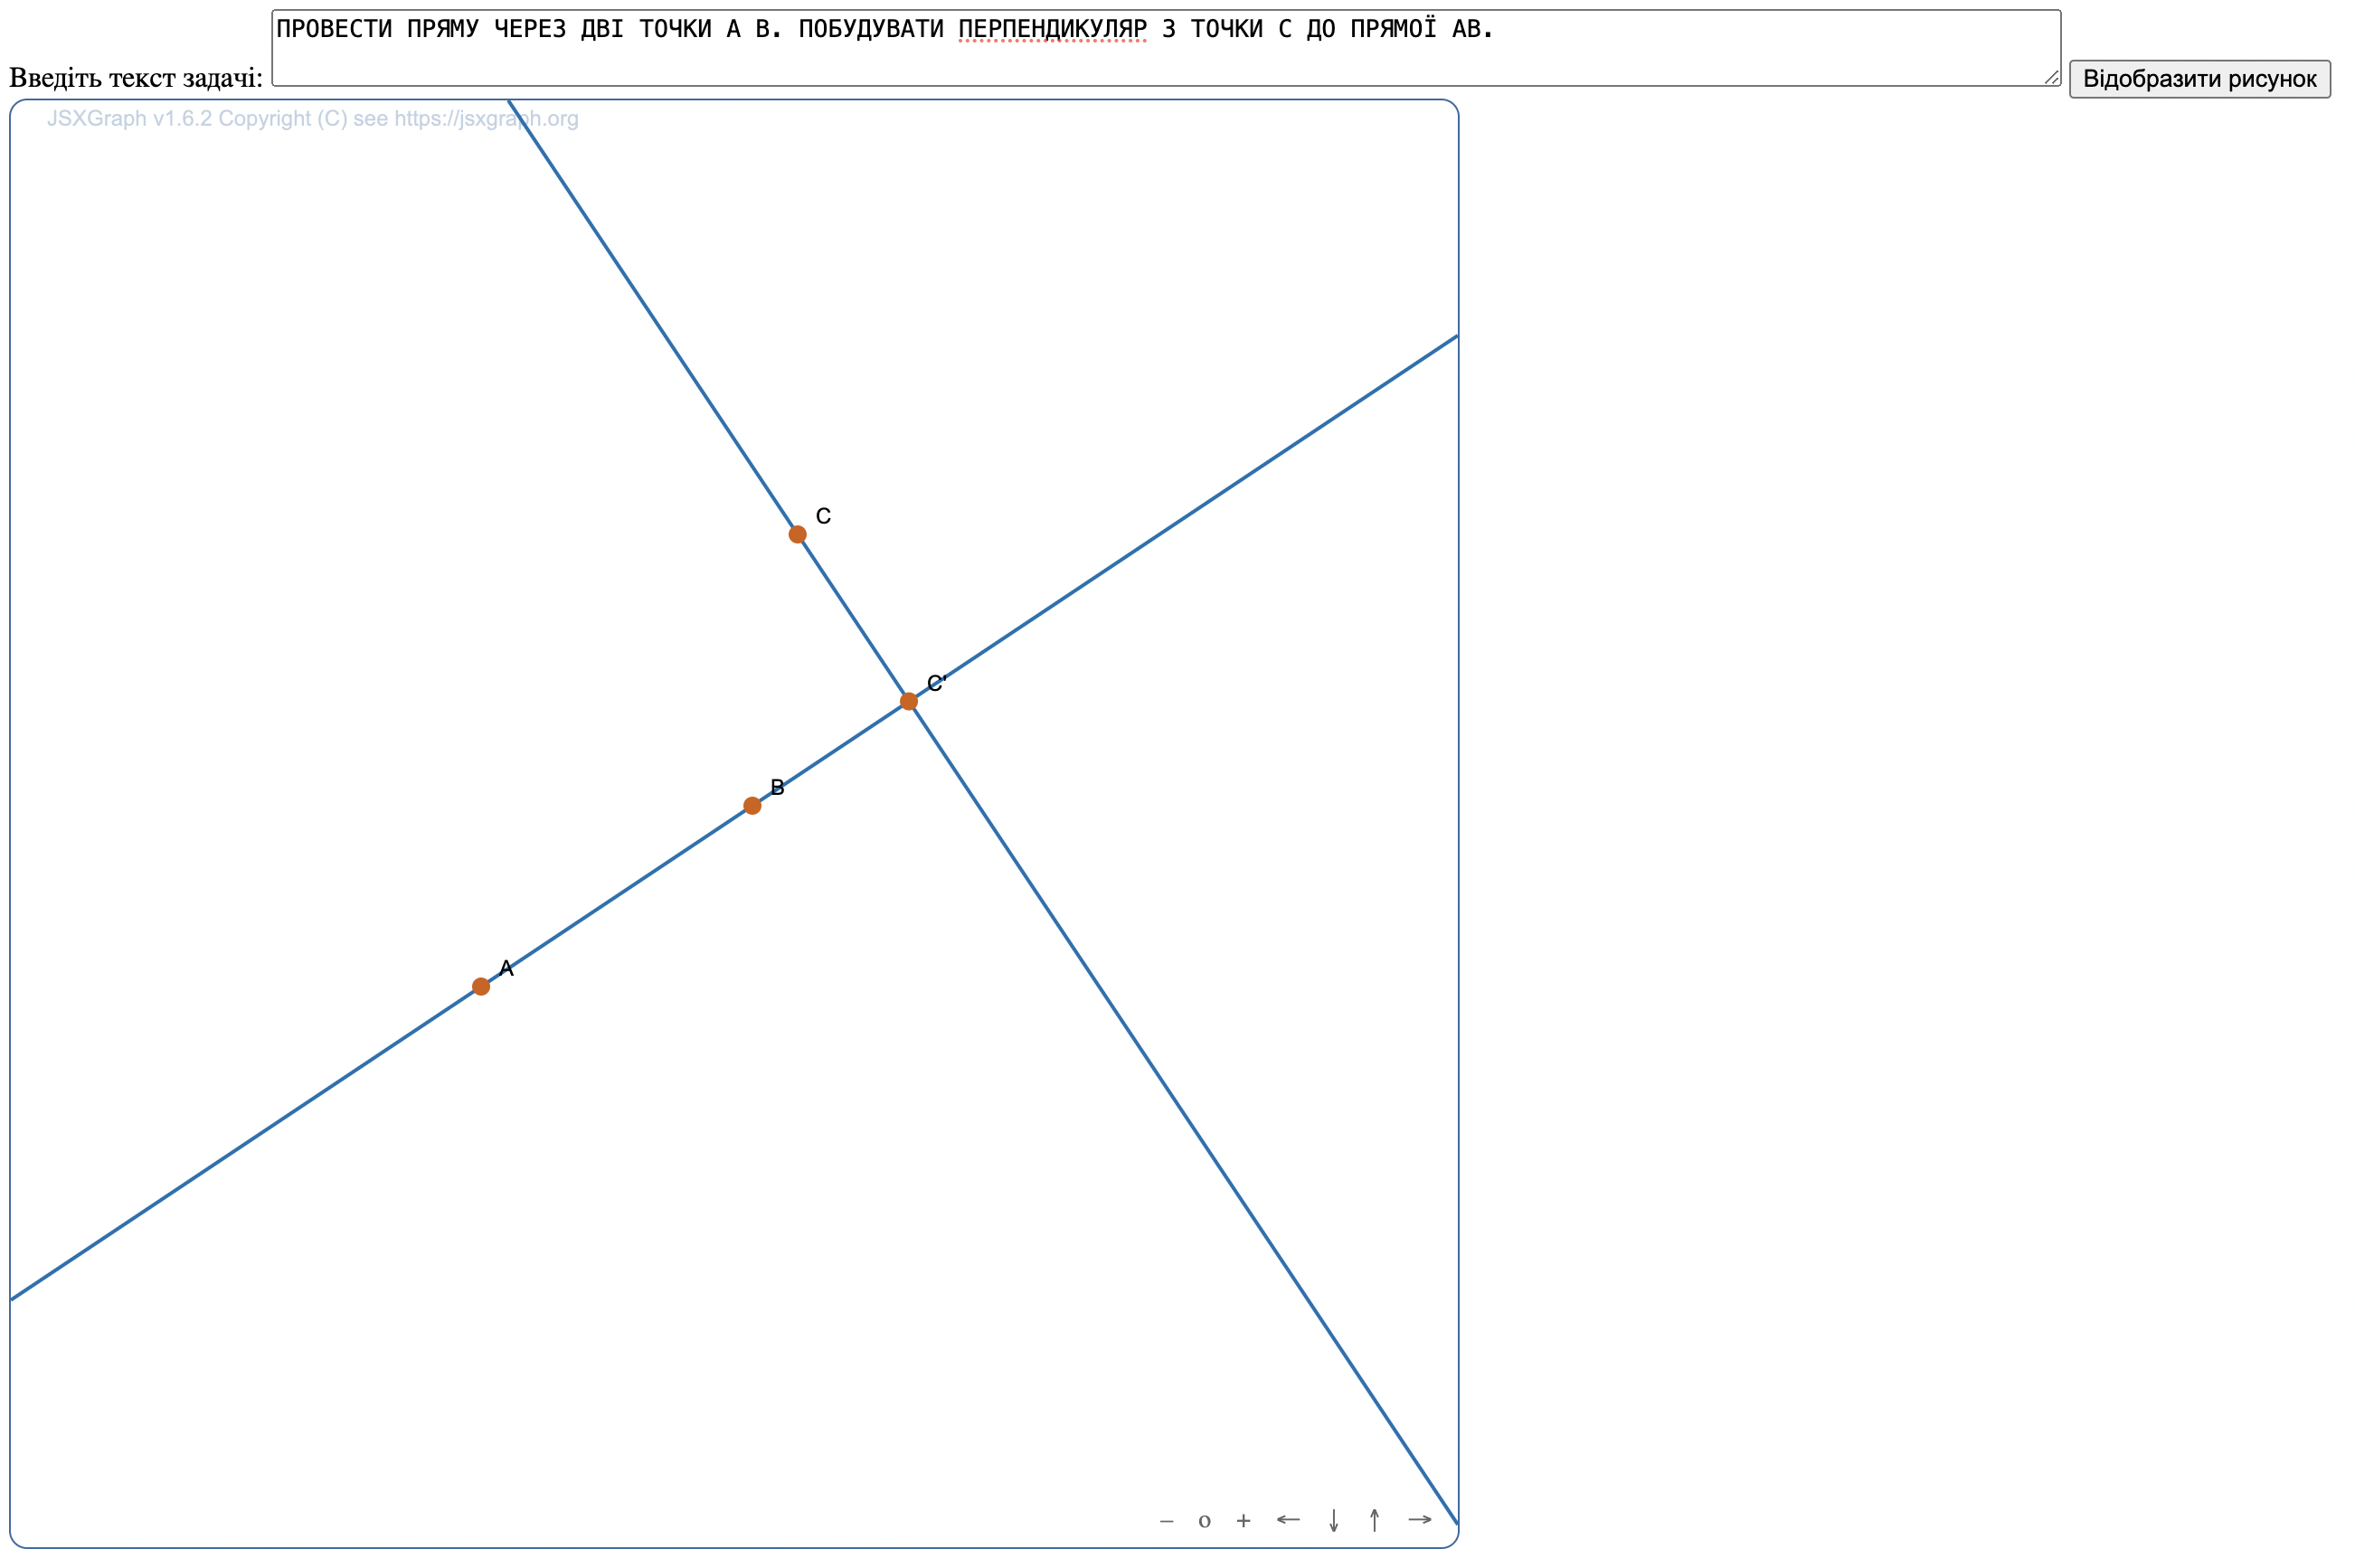 ПРОВЕСТИ ПРЯМУ ЧЕРЕЗ ДВІ ТОЧКИ А В. ПОБУДУВАТИ ПЕРПЕНДИКУЛЯР З ТОЧКИ С ДО ПРЯМОЇ АВ.
Введіть текст задачі:
Відобразити рисунок
JSXGraph v1.6.2 Copyright (C) see https://jsxgraph.org
C
C'
B
A
– o + ← ↓ ↑ →